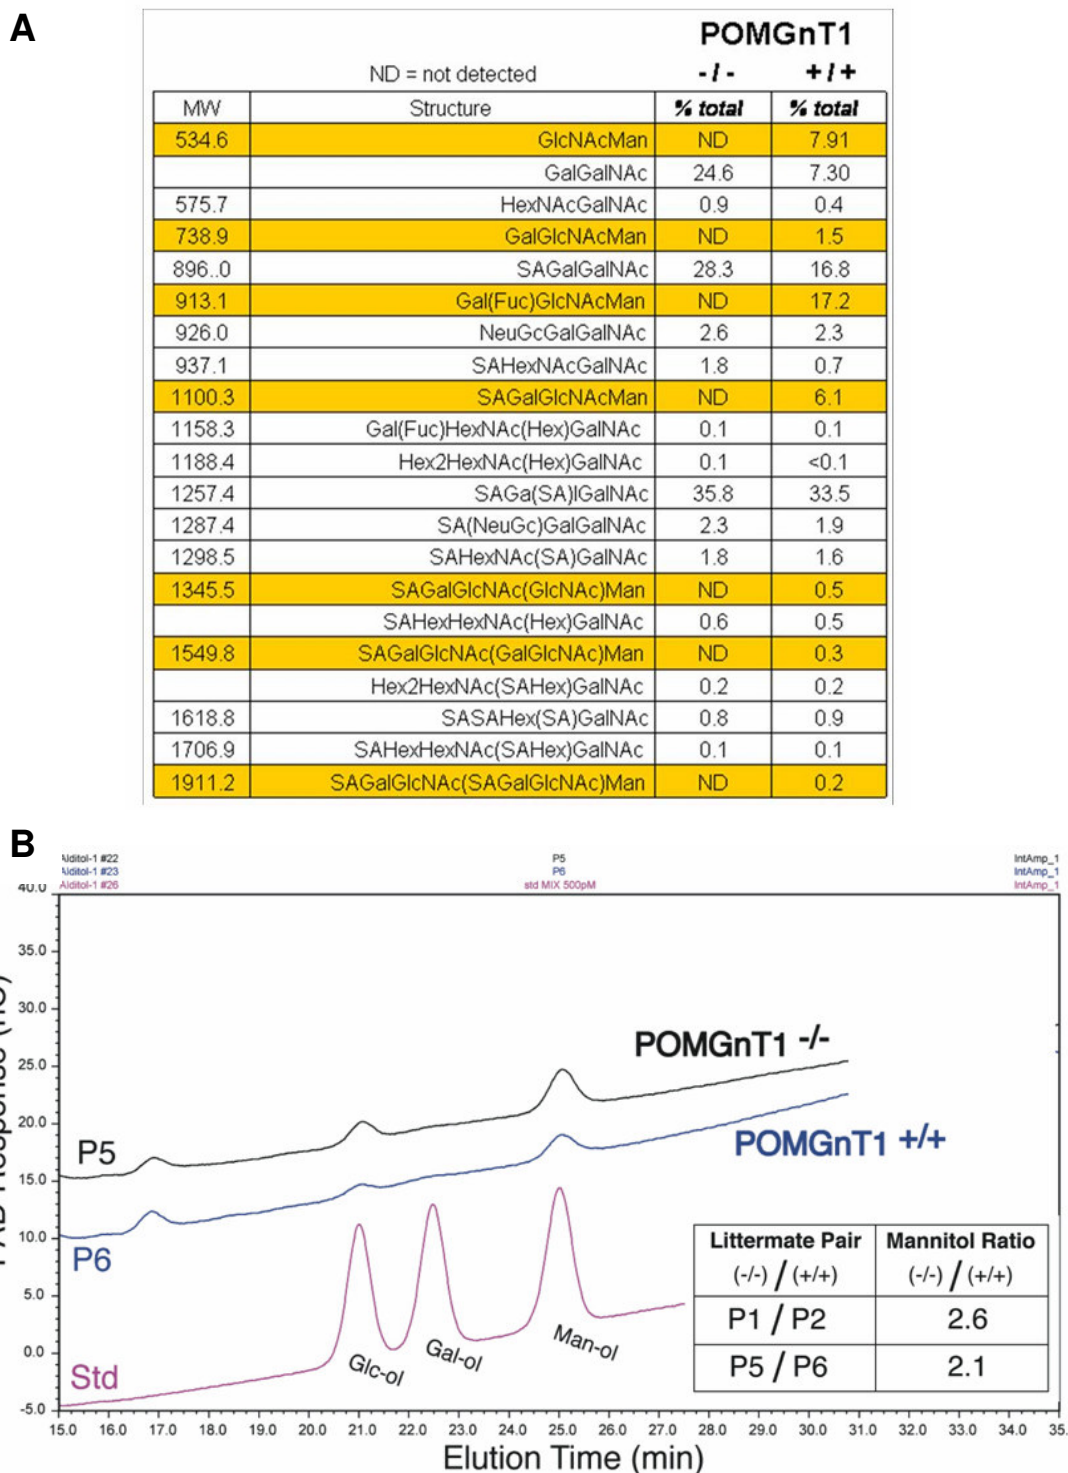 A
POMGnT1
ND = not detected - / - + / +
MW Structure % total % total
534.6 GlcNAcMan ND 7.91
GalGalNAc 24.6 7.30
575.7 HexNAcGalNAc 0.9 0.4
738.9 GalGlcNAcMan ND 1.5
896..0 SAGalGalNAc 28.3 16.8
913.1 Gal(Fuc)GlcNAcMan ND 17.2
926.0 NeuGcGalGalNAc 2.6 2.3
937.1 SAHexNAcGalNAc 1.8 0.7
1100.3 SAGalGlcNAcMan ND 6.1
1158.3 Gal(Fuc)HexNAc(Hex)GalNAc 0.1 0.1
1188.4 Hex2HexNAc(Hex)GalNAc 0.1 <0.1
1257.4 SAGa(SA)lGalNAc 35.8 33.5
1287.4 SA(NeuGc)GalGalNAc 2.3 1.9
1298.5 SAHexNAc(SA)GalNAc 1.8 1.6
1345.5 SAGalGlcNAc(GlcNAc)Man ND 0.5
SAHexHexNAc(Hex)GalNAc 0.6 0.5
1549.8 SAGalGlcNAc(GalGlcNAc)Man ND 0.3
Hex2HexNAc(SAHex)GalNAc 0.2 0.2
1618.8 SASAHex(SA)GalNAc 0.8 0.9
1706.9 SAHexHexNAc(SAHex)GalNAc 0.1 0.1
1911.2 SAGalGlcNAc(SAGalGlcNAc)Man ND 0.2
B
Alditol-1 #22 P5 IntAmp_1
Alditol-1 #23 P6 IntAmp_1
Alditol-1 #26 std MIX 500pM IntAmp_1
40.0
35.0
30.0
25.0
20.0
15.0
10.0
5.0
0.0
-5.0
POMGnT1 -/-
P5
POMGnT1 +/+
P6
Std
Glc-ol
Gal-ol
Man-ol
Littermate Pair Mannitol Ratio
(-/-) / (+/+) (-/-) / (+/+)
P1 / P2 2.6
P5 / P6 2.1
15.0 16.0 17.0 18.0 19.0 20.0 21.0 22.0 23.0 24.0 25.0 26.0 27.0 28.0 29.0 30.0 31.0 32.0 33.0 34.0 35.
Elution Time (min)